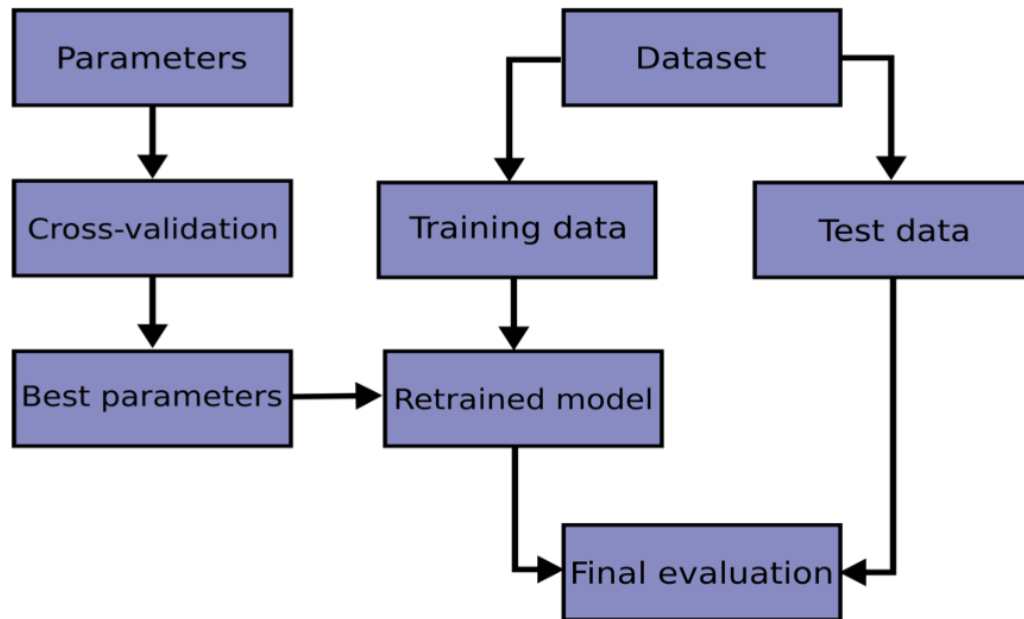 Parameters
Dataset
Cross-validation
Training data
Test data
Best parameters
Retrained model
Final evaluation